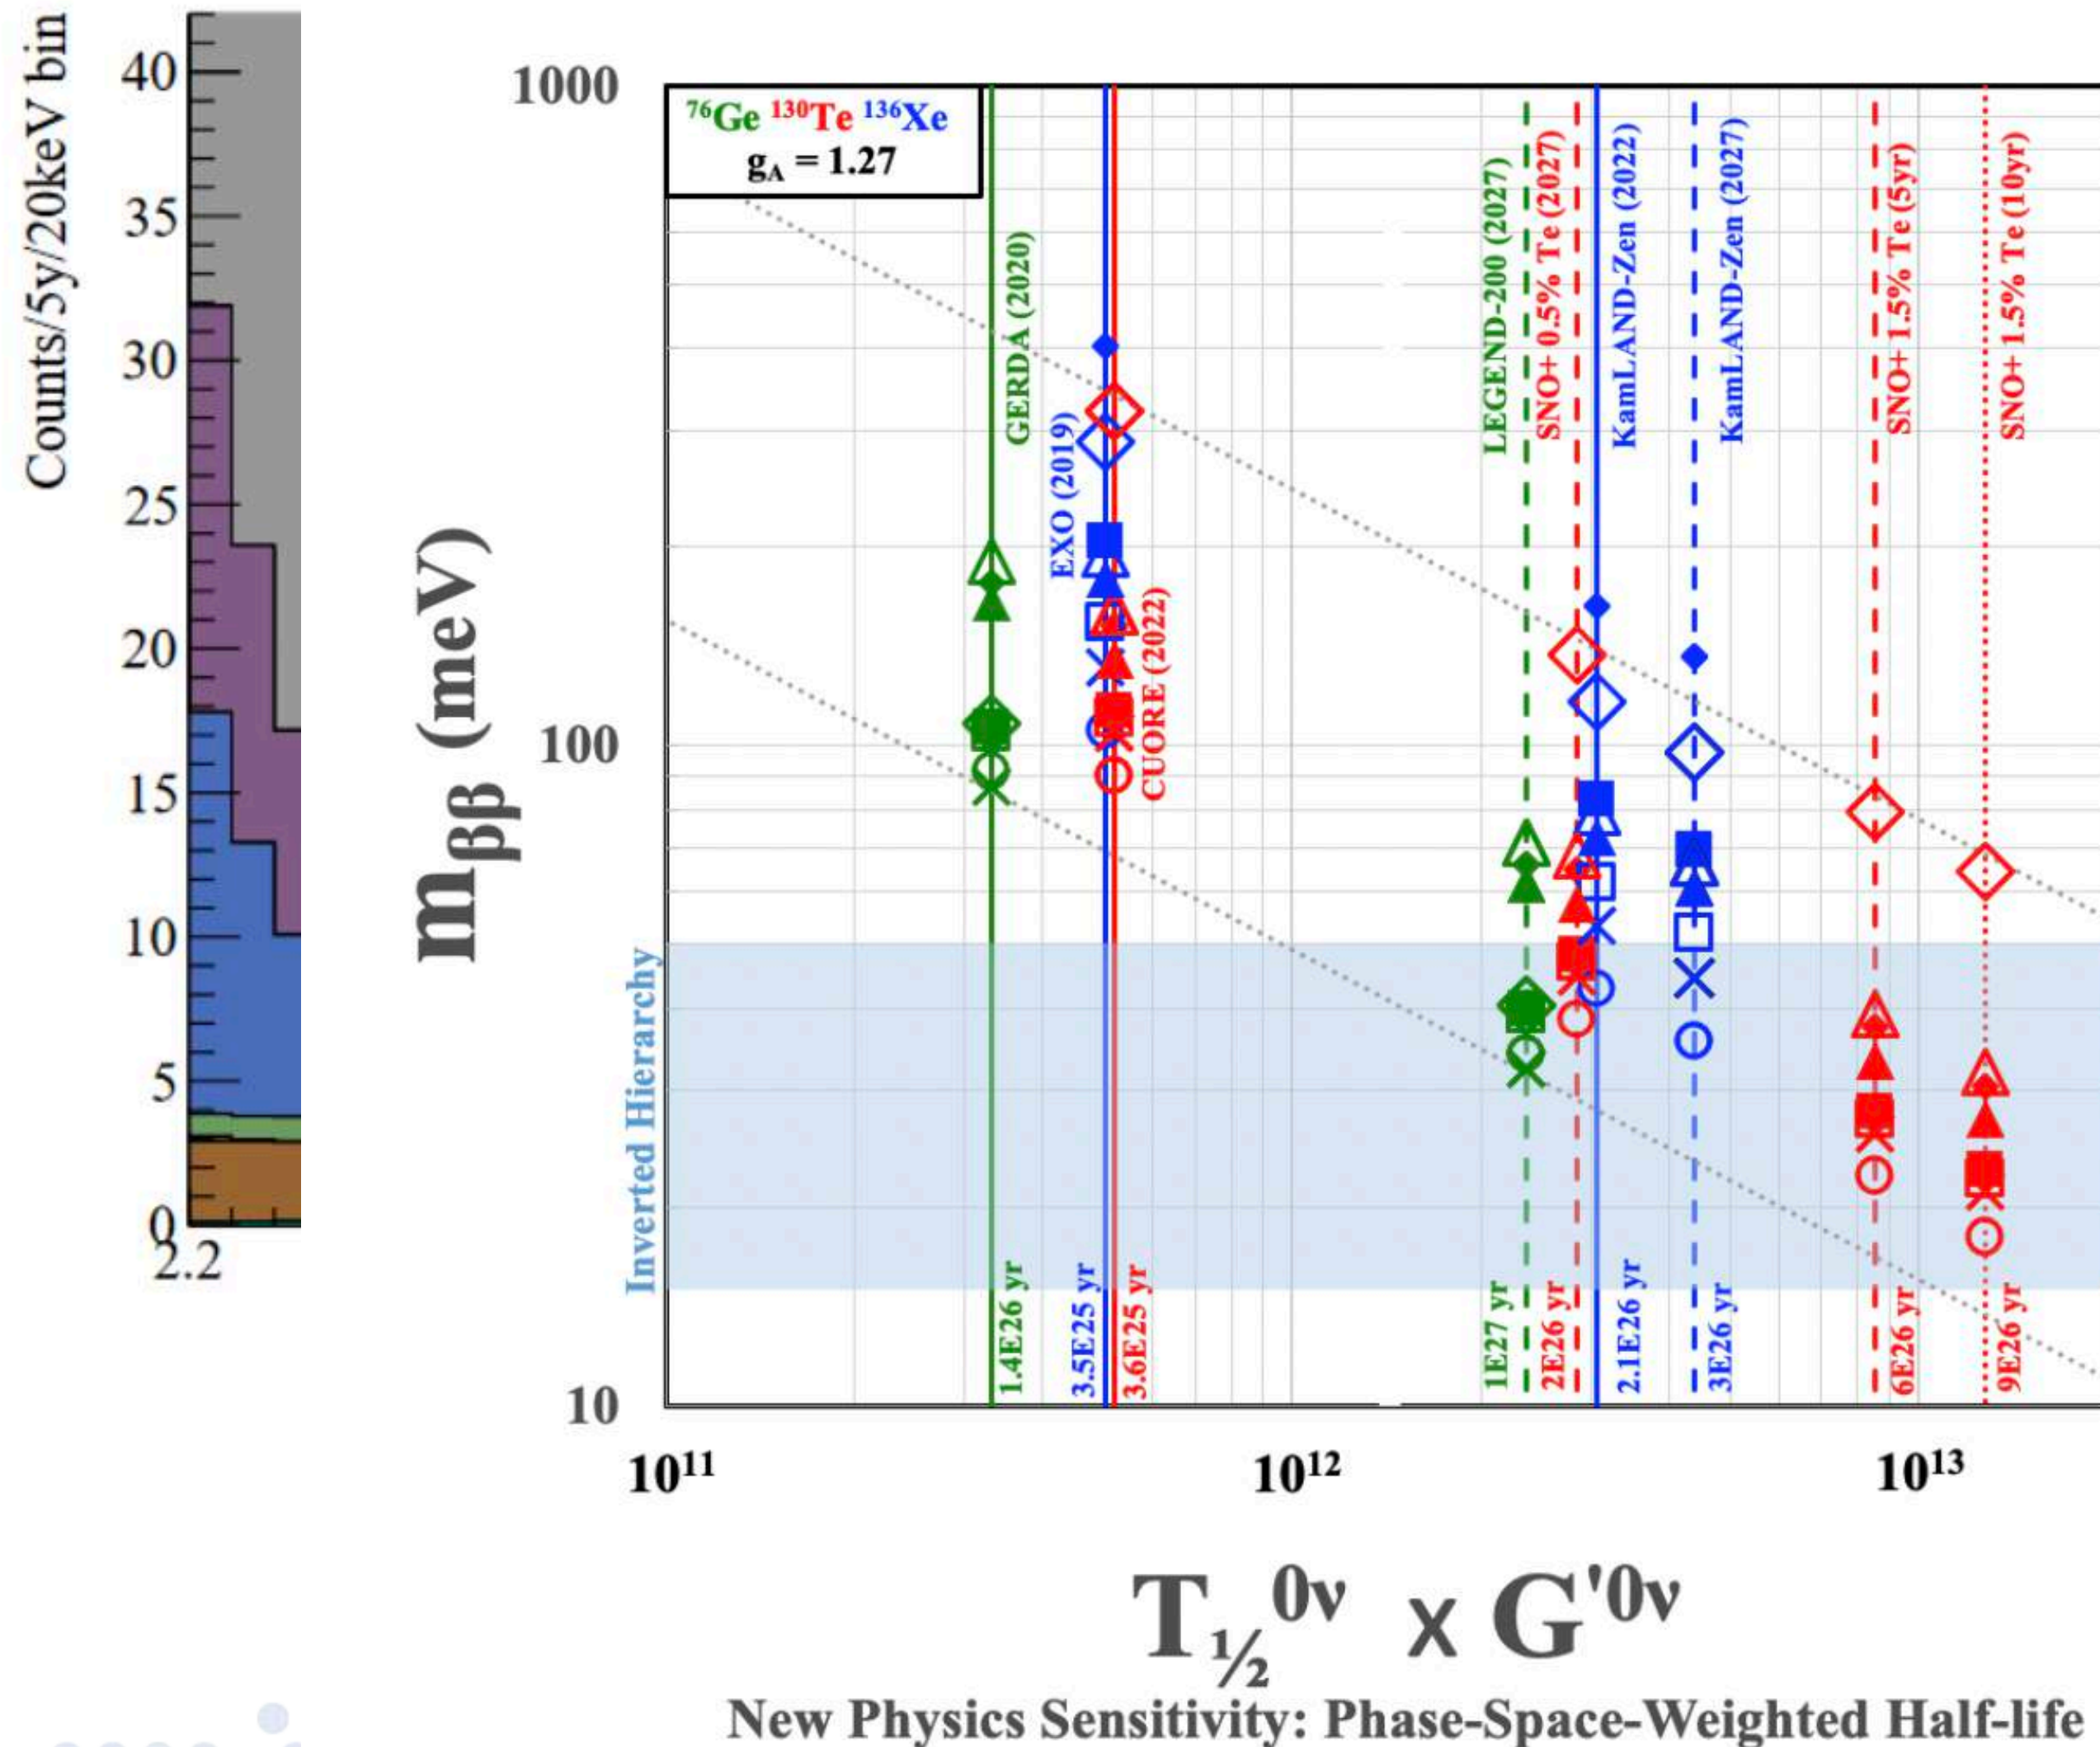 Counts/5y/20keV bin
40
35
30
25
20
15
10
5
0
2.2
m_ββ (meV)
1000
100
10
⁷⁶Ge ¹³⁰Te ¹³⁶Xe
g_A = 1.27
GERDA (2020)
EXO (2019)
CUORE (2022)
LEGEND-200 (2027)
SNO+ 0.5% Te (2027)
KamLAND-Zen (2022)
KamLAND-Zen (2027)
SNO+ 1.5% Te (5yr)
SNO+ 1.5% Te (10yr)
Inverted Hierarchy
1.4E26 yr
3.5E25 yr
3.6E25 yr
1E27 yr
2E26 yr
2.1E26 yr
3E26 yr
6E26 yr
9E26 yr
10¹¹
10¹²
10¹³
T_½^0ν x G'^0ν
New Physics Sensitivity: Phase-Space-Weighted Half-life